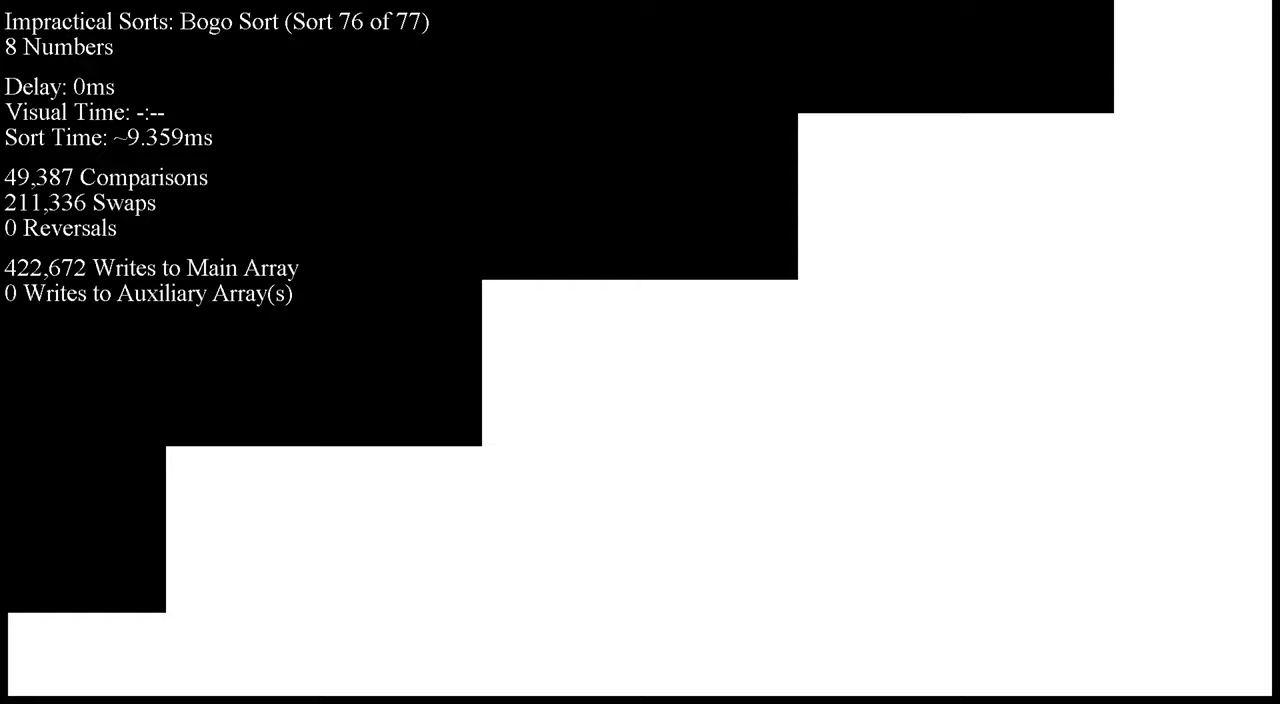 Impractical Sorts: Bogo Sort (Sort 76 of 77)
8 Numbers
Delay: 0ms
Visual Time: -:--
Sort Time: ~9.359ms
49,387 Comparisons
211,336 Swaps
0 Reversals
422,672 Writes to Main Array
0 Writes to Auxiliary Array(s)